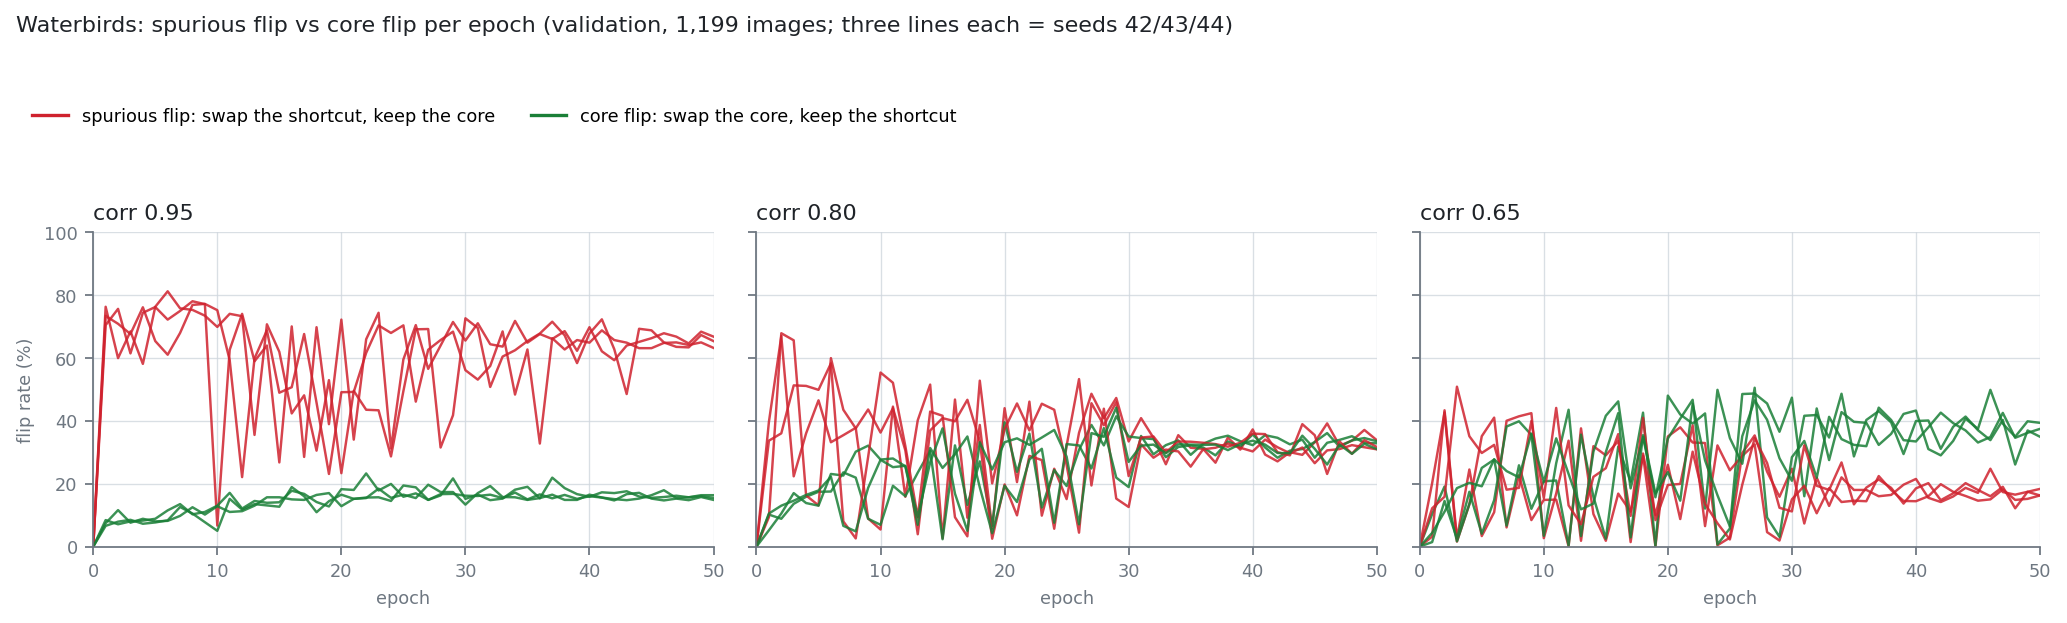 Waterbirds: spurious flip vs core flip per epoch (validation, 1,199 images; three lines each = seeds 42/43/44)
spurious flip: swap the shortcut, keep the core
core flip: swap the core, keep the shortcut
corr 0.95
corr 0.80
corr 0.65
flip rate (%)
100
80
60
40
20
0
0 10 20 30 40 50
0 10 20 30 40 50
0 10 20 30 40 50
epoch
epoch
epoch